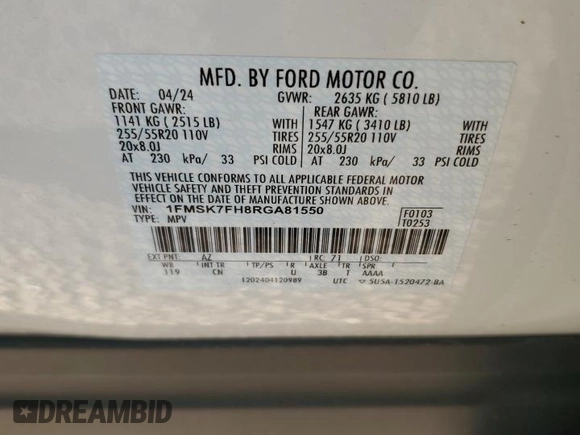 MFD. BY FORD MOTOR CO.
DATE: 04/24 GVWR: 2635 KG ( 5810 LB)
FRONT GAWR: REAR GAWR:
1141 KG ( 2515 LB) 1547 KG ( 3410 LB)
255/55R20 110V TIRES 255/55R20 110V TIRES
20x8.0J RIMS 20x8.0J RIMS
AT 230 kPa/ 33 PSI COLD AT 230 kPa/ 33 PSI COLD
THIS VEHICLE CONFORMS TO ALL APPLICABLE FEDERAL MOTOR
VEHICLE SAFETY AND THEFT PREVENTION STANDARDS IN
EFFECT ON THE DATE OF MANUFACTURE SHOWN ABOVE.
VIN: 1FMSK7FH8RGA81550 F0103
TYPE: MPV T0253
EXT PNT: AZ RC: 71 DSO:
WB INT TR TP/PS R AXLE TR SPR
119 CN U 3B T AAAA
1202404120989 UTC 5U5A-1520472-BA
DREAMBID